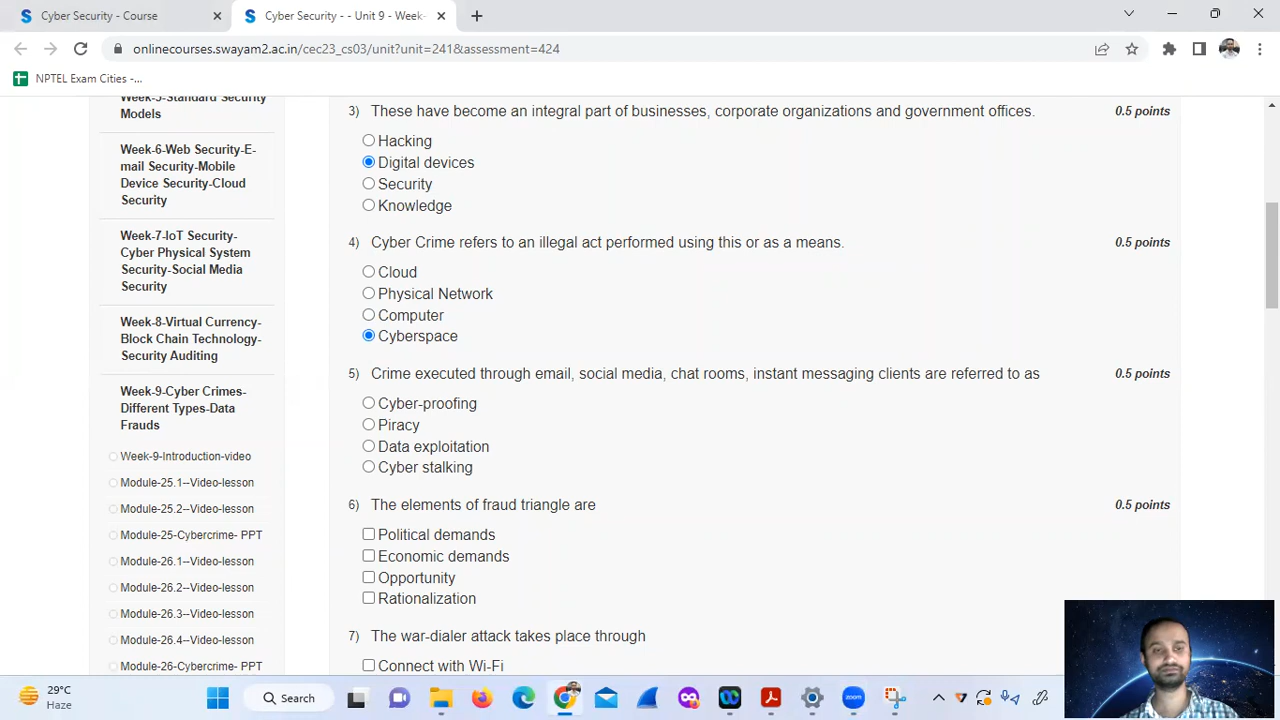 Cyber Security - Course
Cyber Security - - Unit 9 - Week-
onlinecourses.swayam2.ac.in/cec23_cs03/unit?unit=241&assessment=424
NPTEL Exam Cities -...
Week-5-Standard Security
Models
Week-6-Web Security-E-
mail Security-Mobile
Device Security-Cloud
Security
Week-7-IoT Security-
Cyber Physical System
Security-Social Media
Security
Week-8-Virtual Currency-
Block Chain Technology-
Security Auditing
Week-9-Cyber Crimes-
Different Types-Data
Frauds
Week-9-Introduction-video
Module-25.1--Video-lesson
Module-25.2--Video-lesson
Module-25-Cybercrime- PPT
Module-26.1--Video-lesson
Module-26.2--Video-lesson
Module-26.3--Video-lesson
Module-26.4--Video-lesson
Module-26-Cybercrime- PPT
3) These have become an integral part of businesses, corporate organizations and government offices. 0.5 points
Hacking
Digital devices
Security
Knowledge
4) Cyber Crime refers to an illegal act performed using this or as a means. 0.5 points
Cloud
Physical Network
Computer
Cyberspace
5) Crime executed through email, social media, chat rooms, instant messaging clients are referred to as 0.5 points
Cyber-proofing
Piracy
Data exploitation
Cyber stalking
6) The elements of fraud triangle are 0.5 points
Political demands
Economic demands
Opportunity
Rationalization
7) The war-dialer attack takes place through
Connect with Wi-Fi
29°C
Haze
Search
zoom